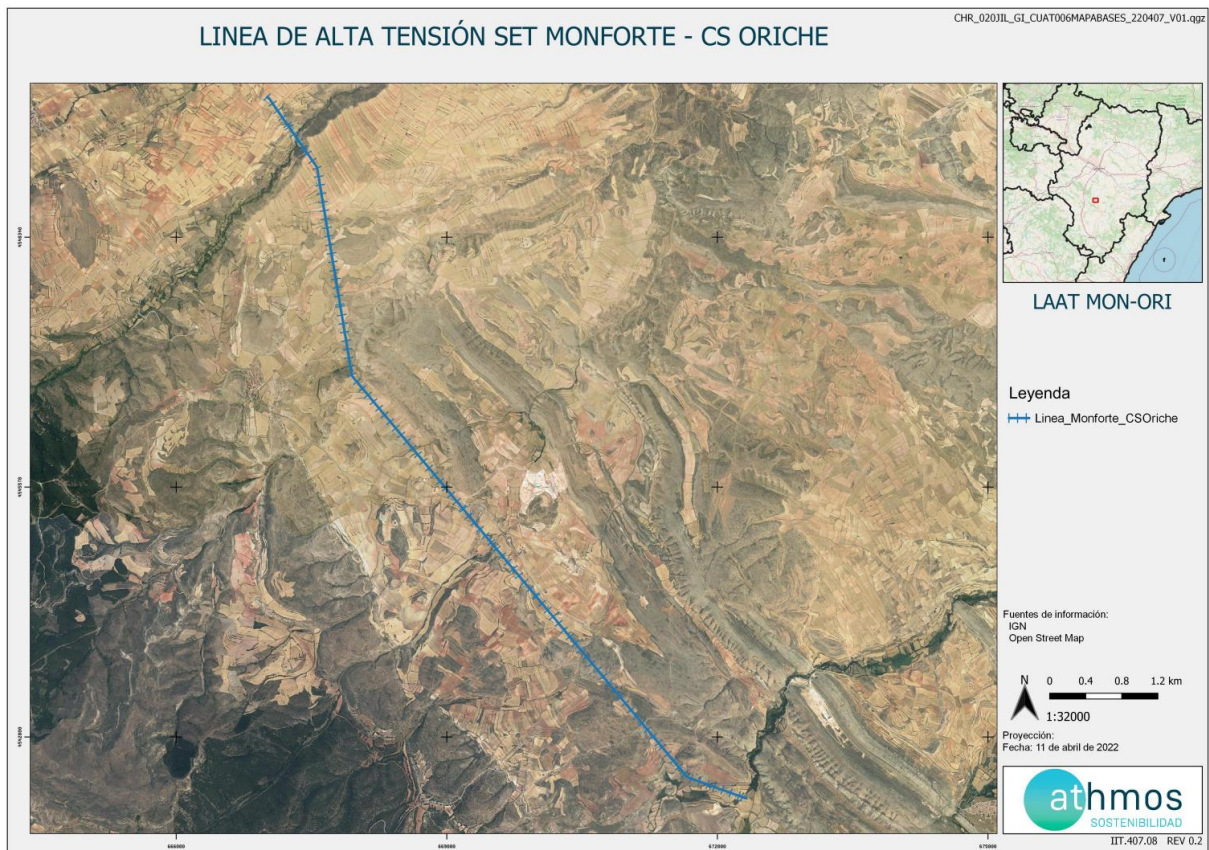 CHR_020JIL_GI_CUAT006MAPABASES_220407_V01.qgz
LINEA DE ALTA TENSIÓN SET MONFORTE - CS ORICHE
LAAT MON-ORI
Leyenda
Linea_Monforte_CSOriche
Fuentes de información:
IGN
Open Street Map
N
0 0.4 0.8 1.2 km
1:32000
Proyección:
Fecha: 11 de abril de 2022
athmos
SOSTENIBILIDAD
IIT.407.08 REV 0.2
666000 669000 672000